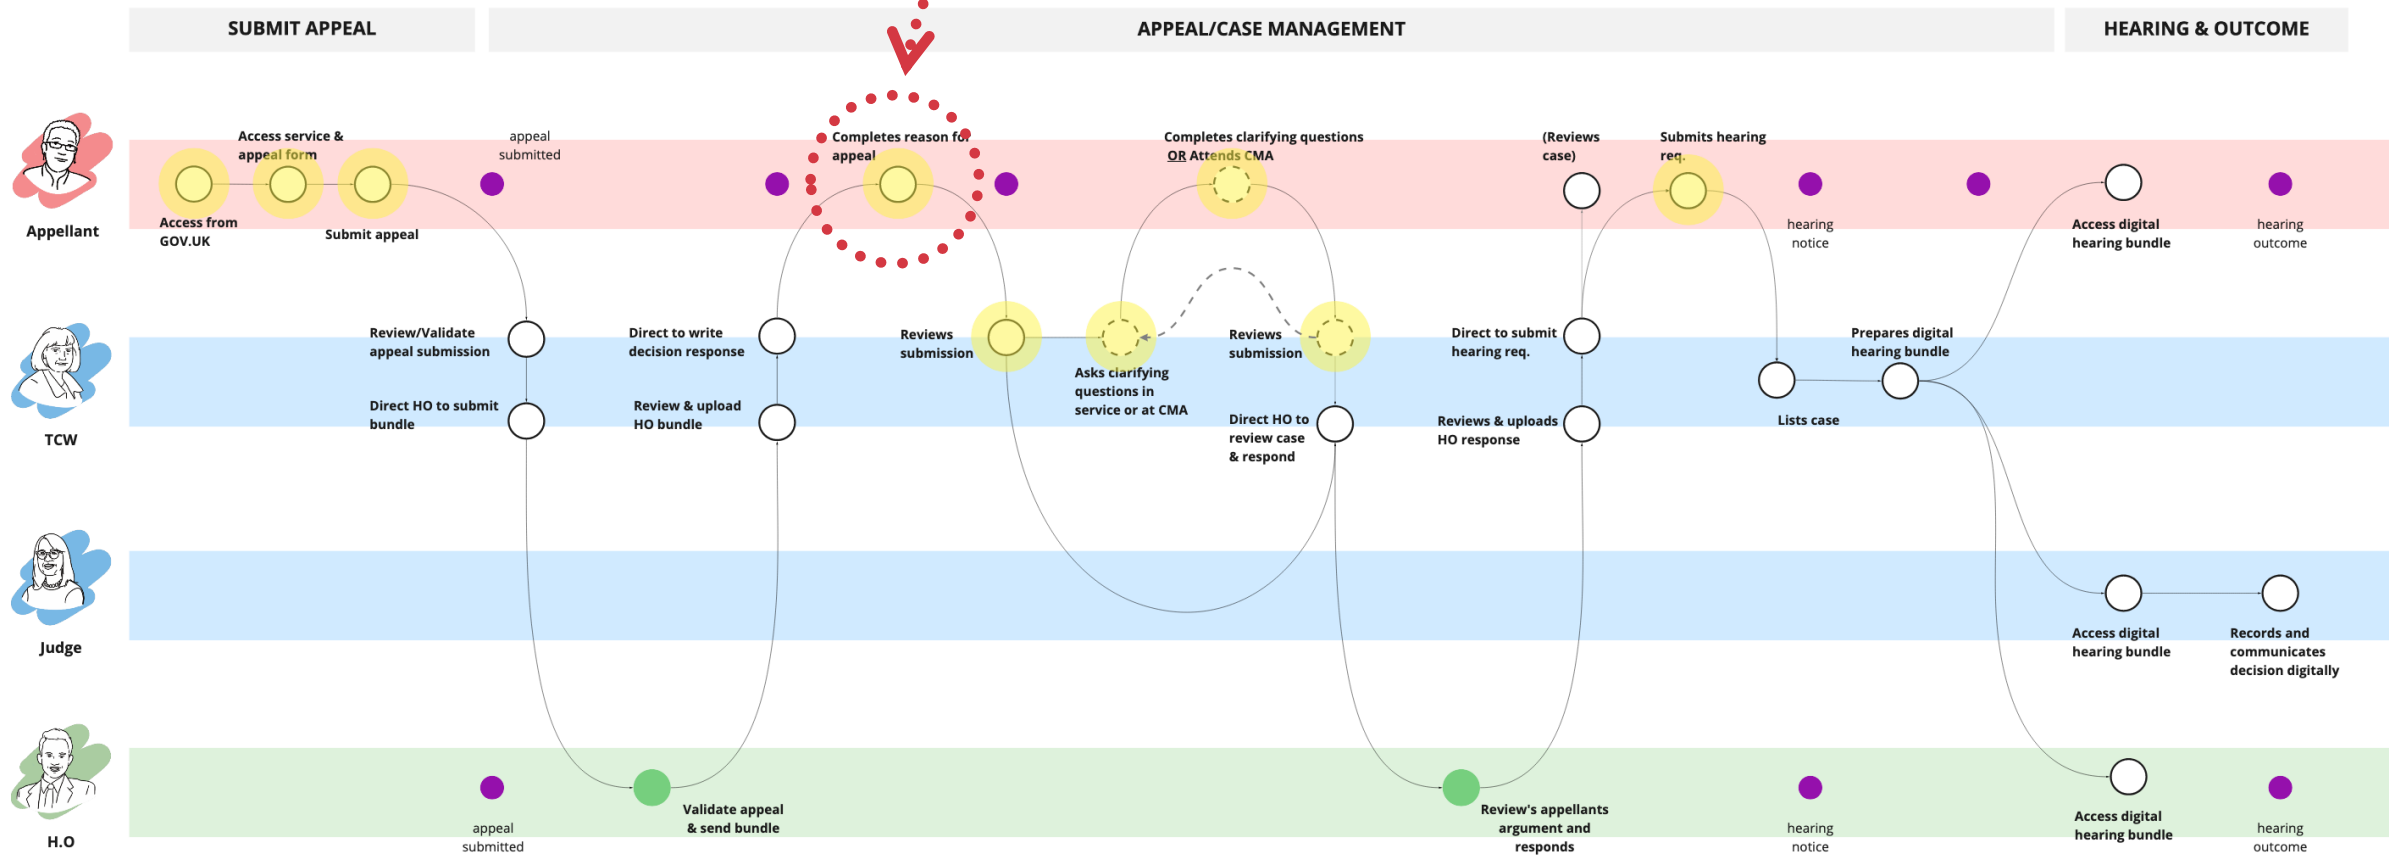 SUBMIT APPEAL
APPEAL/CASE MANAGEMENT
HEARING & OUTCOME
Appellant
Access from
GOV.UK
Access service &
appeal form
Submit appeal
appeal
submitted
Completes reason for
appeal
Completes clarifying questions
OR Attends CMA
(Reviews
case)
Submits hearing
req.
hearing
notice
Access digital
hearing bundle
hearing
outcome
TCW
Review/Validate
appeal submission
Direct HO to submit
bundle
Direct to write
decision response
Review & upload
HO bundle
Reviews
submission
Asks clarifying
questions in
service or at CMA
Reviews
submission
Direct HO to
review case
& respond
Direct to submit
hearing req.
Reviews & uploads
HO response
Lists case
Prepares digital
hearing bundle
Judge
Access digital
hearing bundle
Records and
communicates
decision digitally
H.O
appeal
submitted
Validate appeal
& send bundle
Review's appellants
argument and
responds
hearing
notice
Access digital
hearing bundle
hearing
outcome